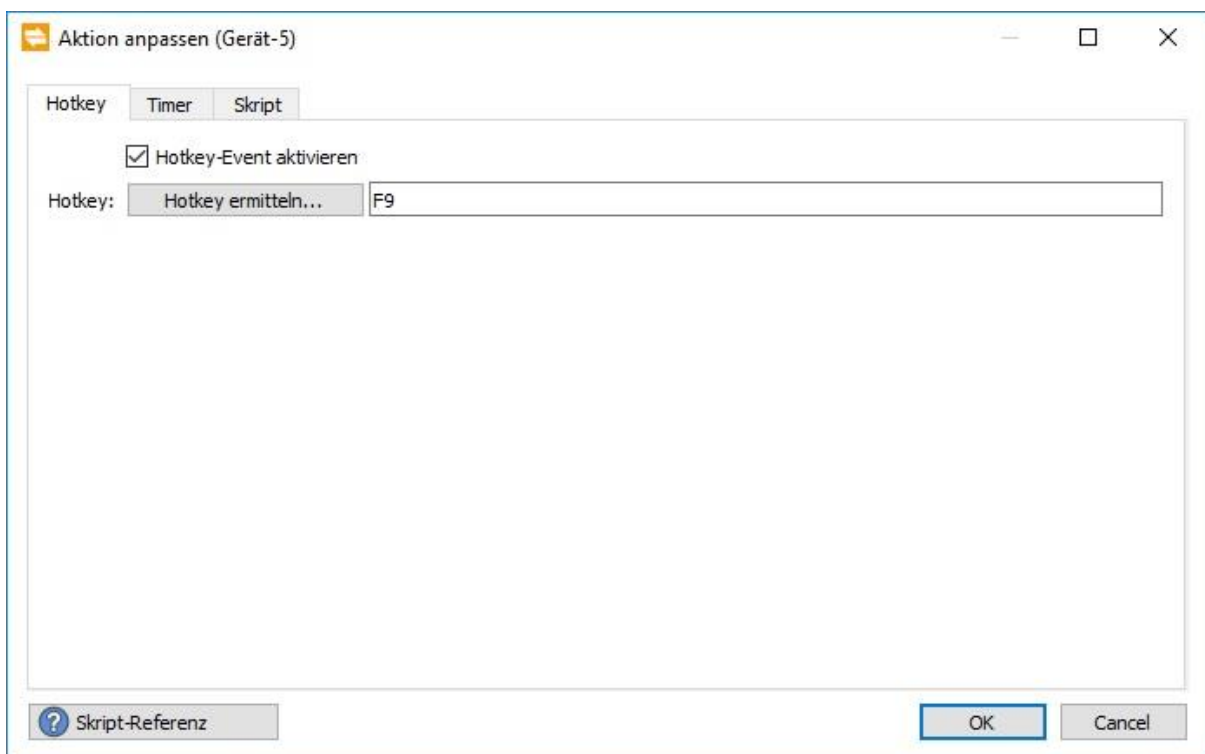 Aktion anpassen (Gerät-5)
Hotkey Timer Skript
Hotkey-Event aktivieren
Hotkey: Hotkey ermitteln... F9
Skript-Referenz OK Cancel